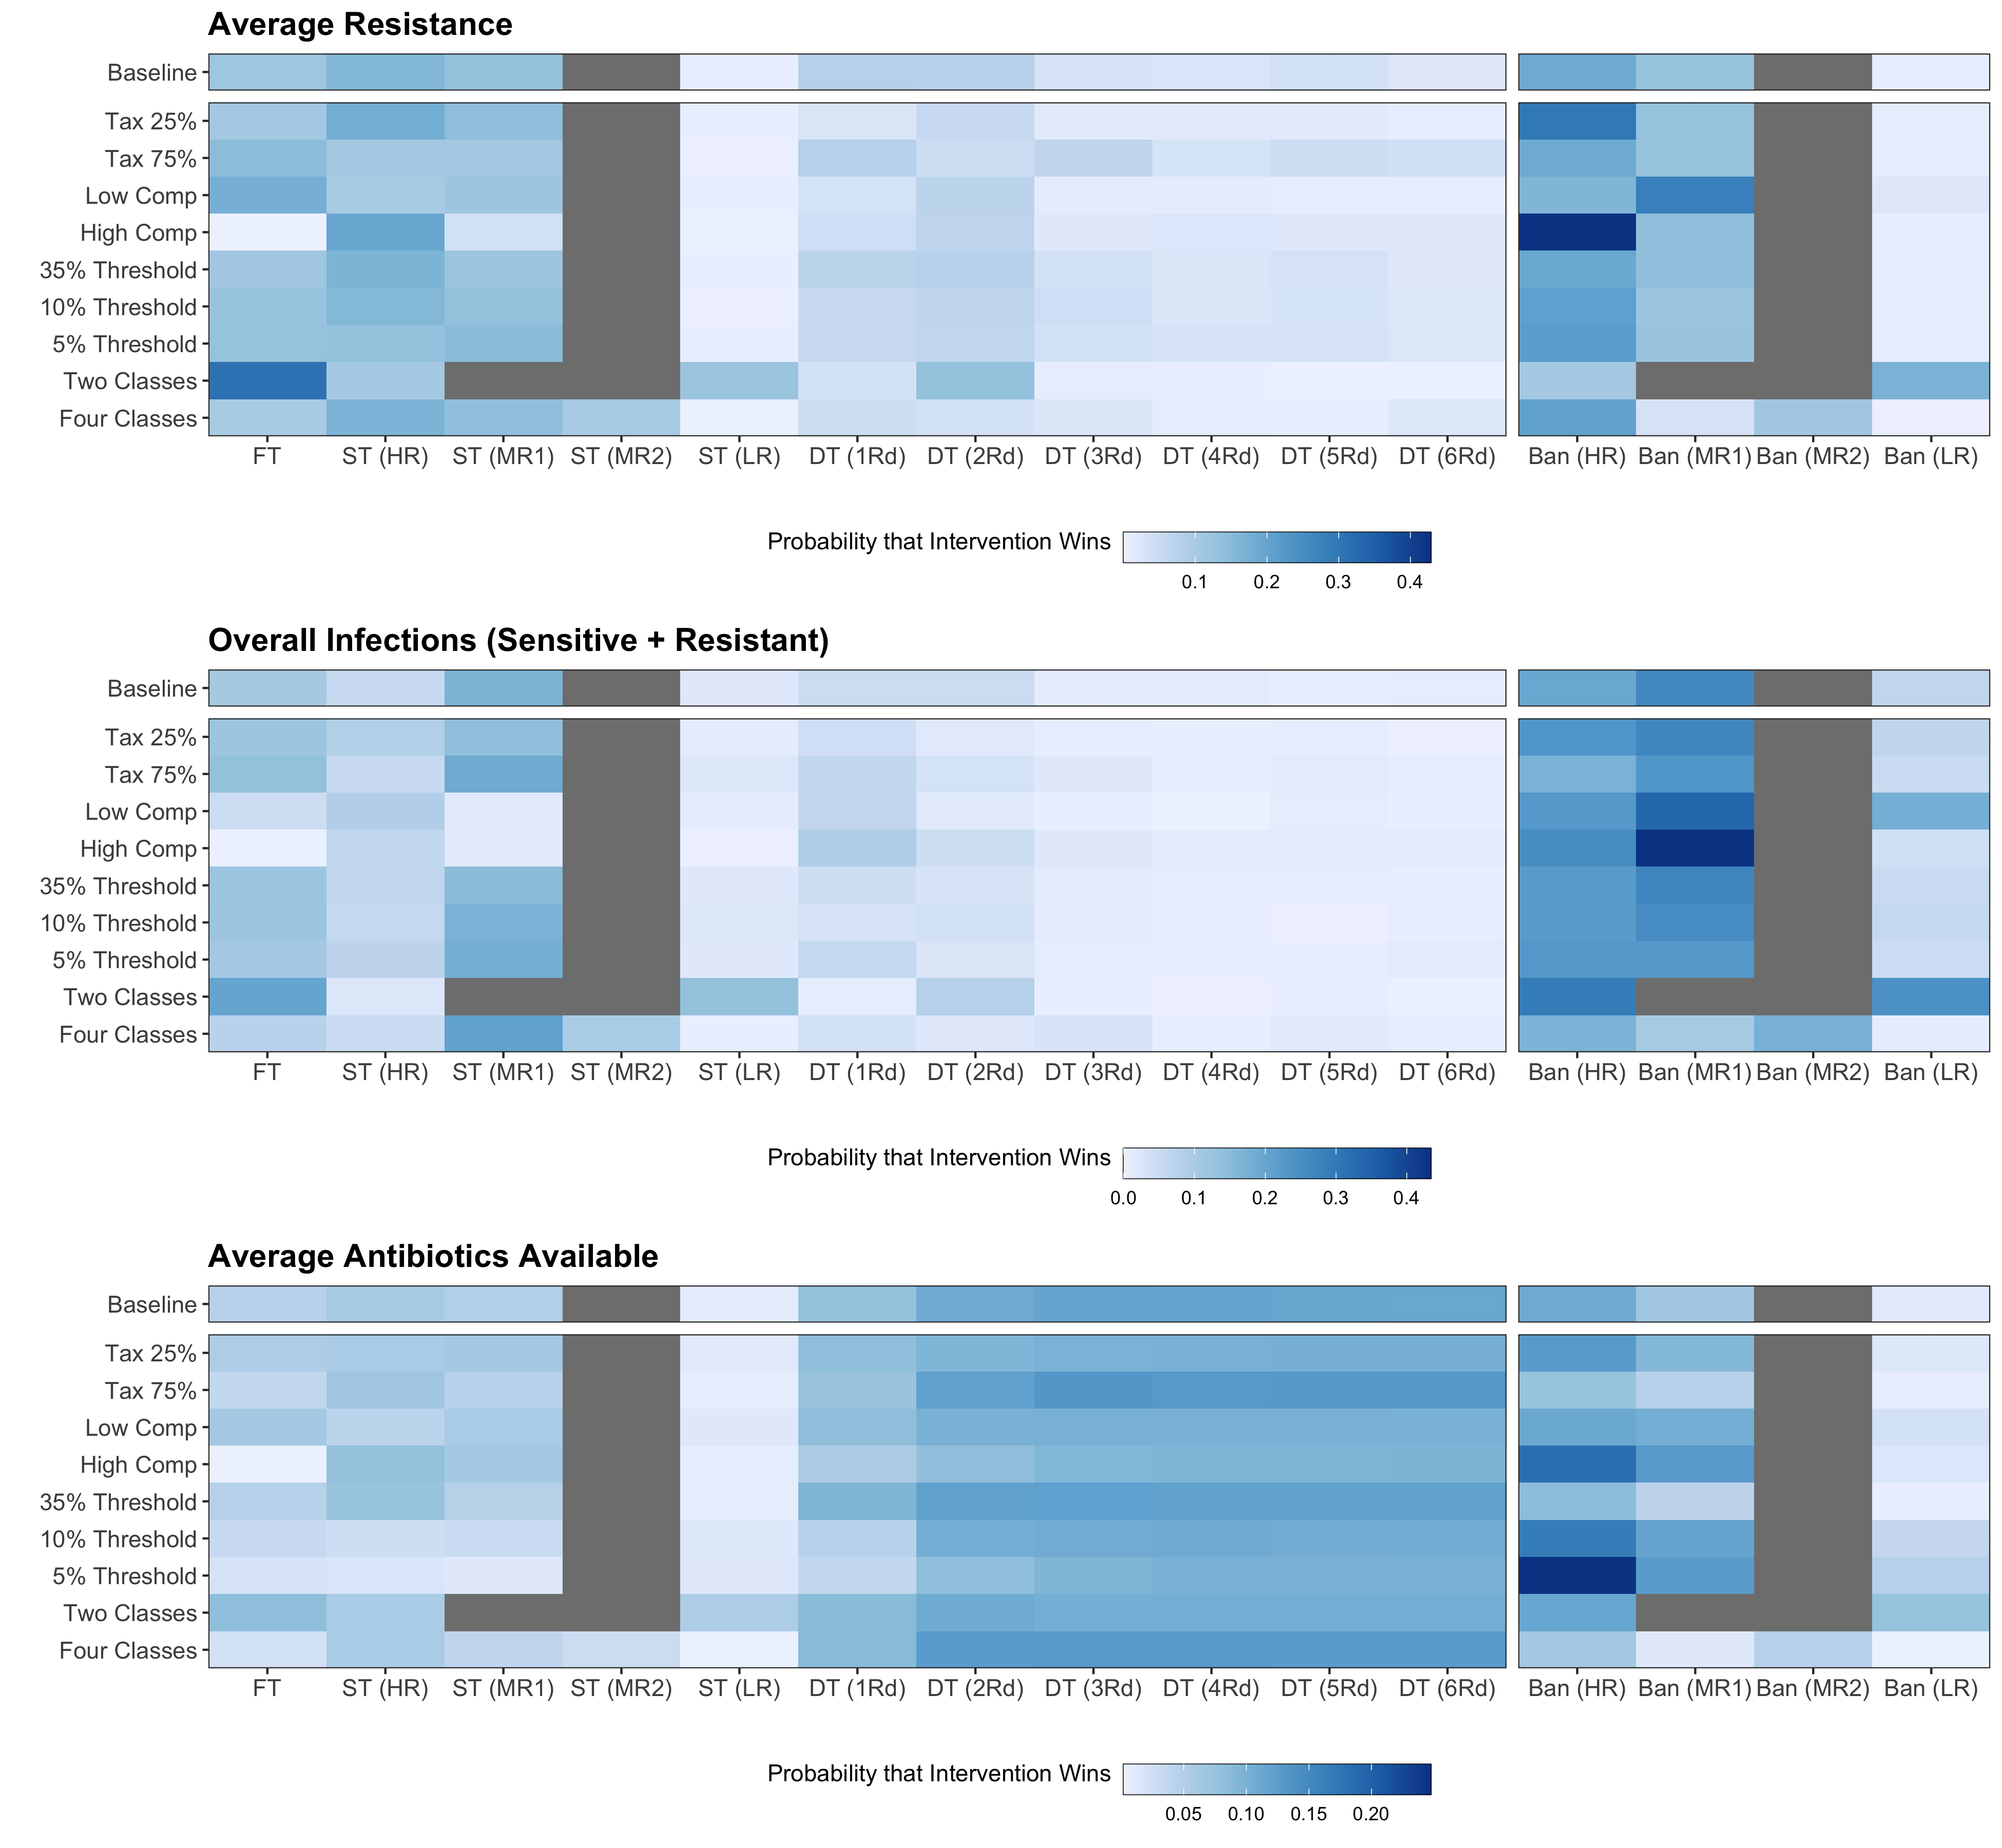 Average Resistance
Baseline
Tax 25%
Tax 75%
Low Comp
High Comp
35% Threshold
10% Threshold
5% Threshold
Two Classes
Four Classes
FT ST (HR) ST (MR1) ST (MR2) ST (LR) DT (1Rd) DT (2Rd) DT (3Rd) DT (4Rd) DT (5Rd) DT (6Rd) Ban (HR) Ban (MR1) Ban (MR2) Ban (LR)
Probability that Intervention Wins
0.1 0.2 0.3 0.4
Overall Infections (Sensitive + Resistant)
Baseline
Tax 25%
Tax 75%
Low Comp
High Comp
35% Threshold
10% Threshold
5% Threshold
Two Classes
Four Classes
FT ST (HR) ST (MR1) ST (MR2) ST (LR) DT (1Rd) DT (2Rd) DT (3Rd) DT (4Rd) DT (5Rd) DT (6Rd) Ban (HR) Ban (MR1) Ban (MR2) Ban (LR)
Probability that Intervention Wins
0.0 0.1 0.2 0.3 0.4
Average Antibiotics Available
Baseline
Tax 25%
Tax 75%
Low Comp
High Comp
35% Threshold
10% Threshold
5% Threshold
Two Classes
Four Classes
FT ST (HR) ST (MR1) ST (MR2) ST (LR) DT (1Rd) DT (2Rd) DT (3Rd) DT (4Rd) DT (5Rd) DT (6Rd) Ban (HR) Ban (MR1) Ban (MR2) Ban (LR)
Probability that Intervention Wins
0.05 0.10 0.15 0.20